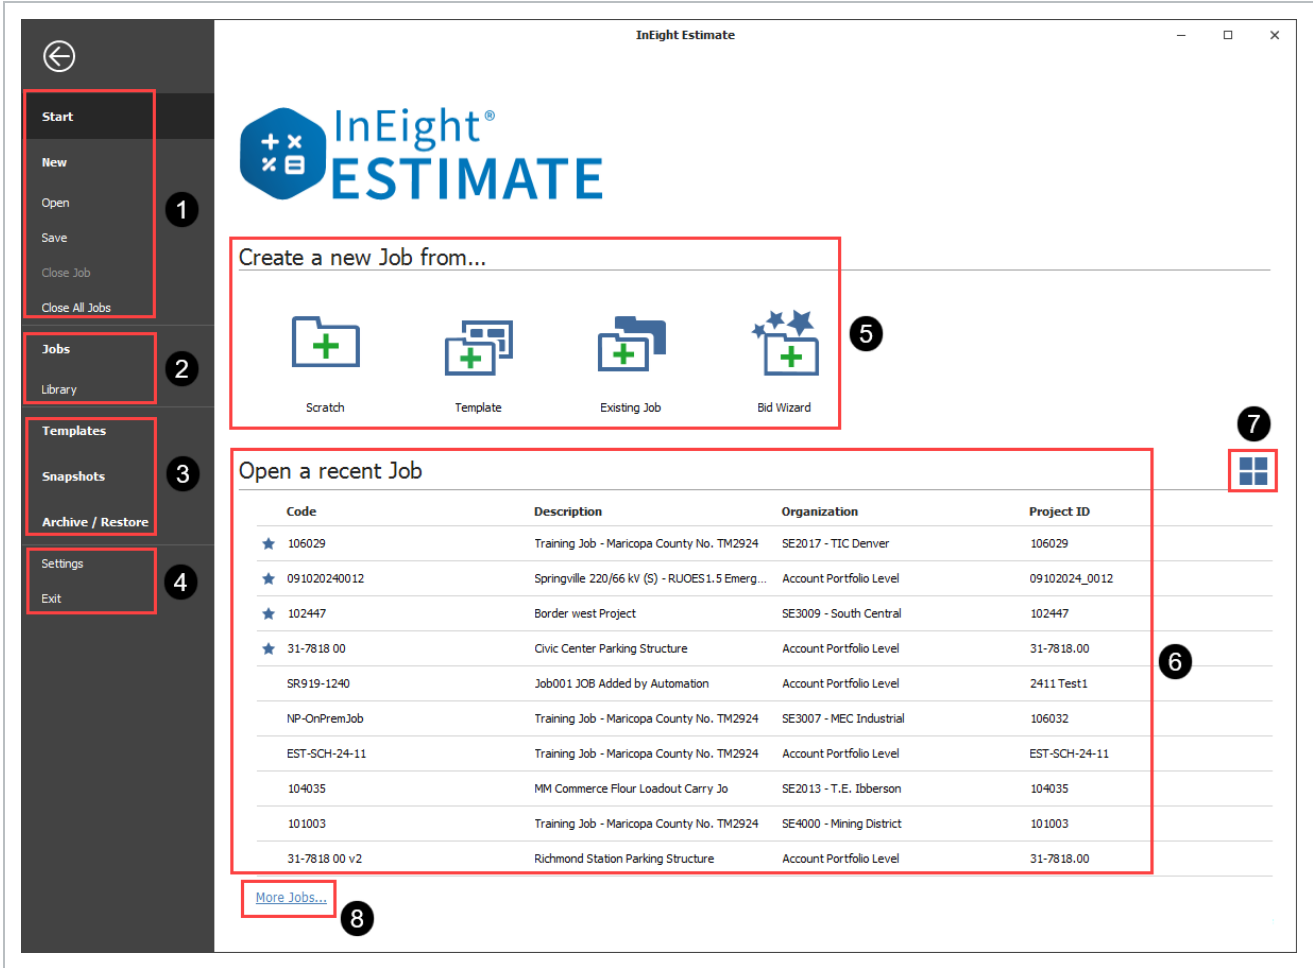 InEight Estimate
Start
New
Open
Save
Close Job
Close All Jobs
1
Jobs
Library
2
Templates
Snapshots
Archive / Restore
3
Settings
Exit
4
InEight®
ESTIMATE
Create a new Job from...
Scratch Template Existing Job Bid Wizard
5
7
Open a recent Job
Code Description Organization Project ID
106029 Training Job - Maricopa County No. TM2924 SE2017 - TIC Denver 106029
091020240012 Springville 220/66 kV (S) - RUOES1.5 Emerg... Account Portfolio Level 09102024_0012
102447 Border west Project SE3009 - South Central 102447
31-7818 00 Civic Center Parking Structure Account Portfolio Level 31-7818.00
SR919-1240 Job001 JOB Added by Automation Account Portfolio Level 2411 Test1
NP-OnPremJob Training Job - Maricopa County No. TM2924 SE3007 - MEC Industrial 106032
EST-SCH-24-11 Training Job - Maricopa County No. TM2924 Account Portfolio Level EST-SCH-24-11
104035 MM Commerce Flour Loadout Carry Jo SE2013 - T.E. Ibberson 104035
101003 Training Job - Maricopa County No. TM2924 SE4000 - Mining District 101003
31-7818 00 v2 Richmond Station Parking Structure Account Portfolio Level 31-7818.00
6
More Jobs...
8